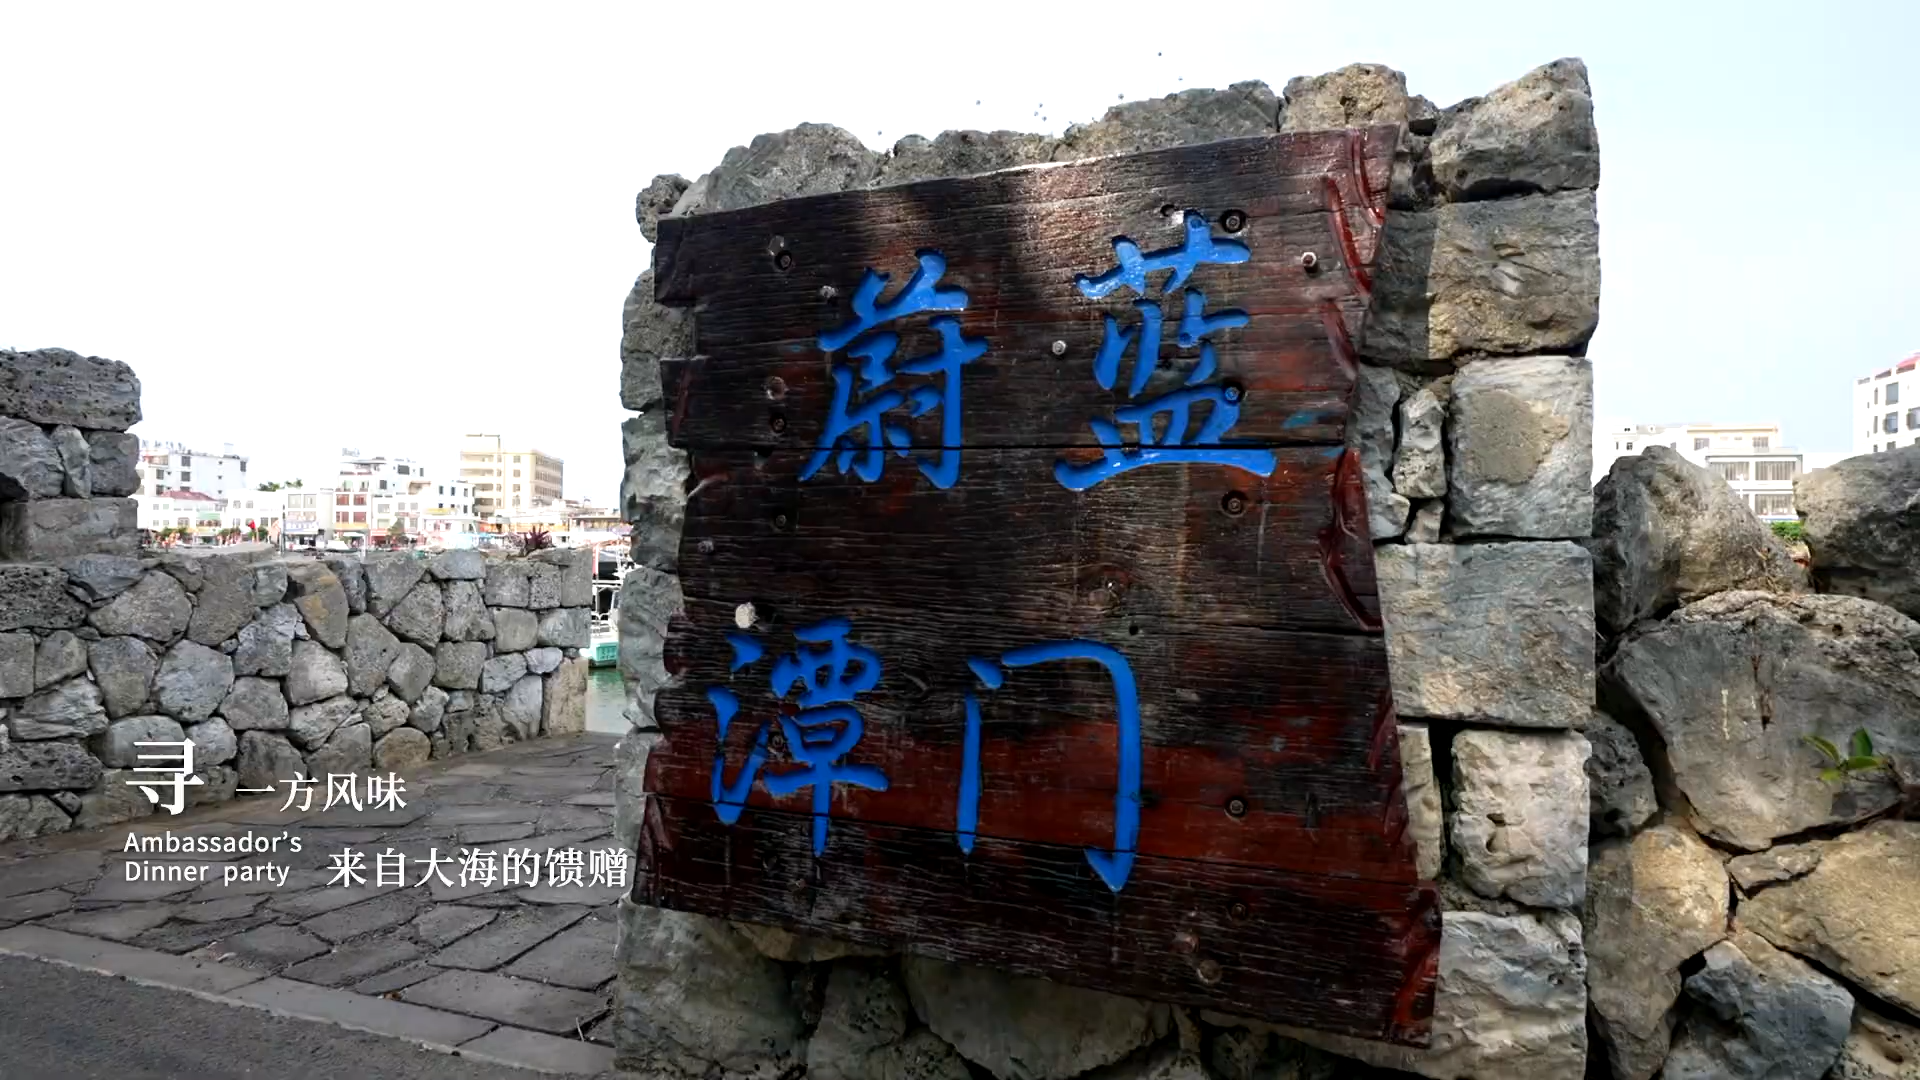 蔚蓝
潭门
寻 一方风味
Ambassador's
Dinner party
来自大海的馈赠